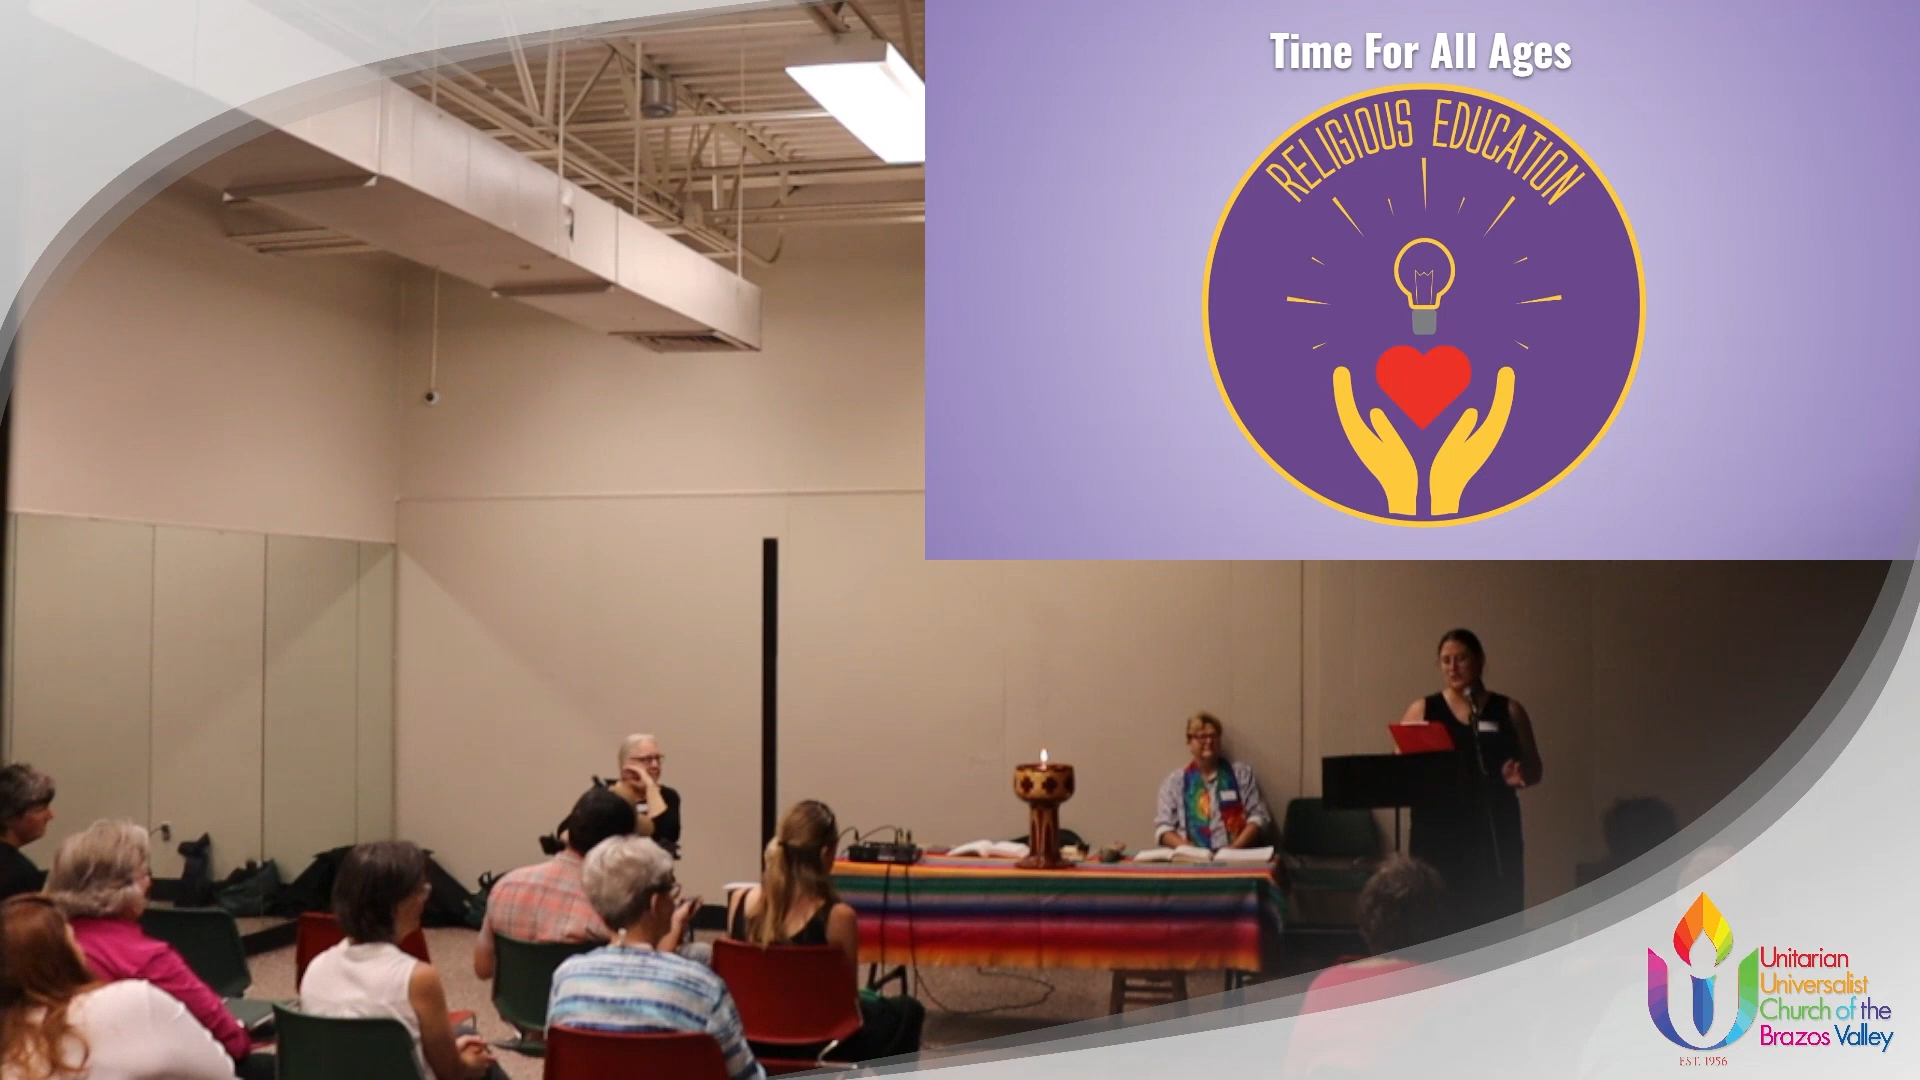 Time For All Ages
RELIGIOUS EDUCATION
Unitarian
Universalist
Church of the
Brazos Valley
EST. 1956